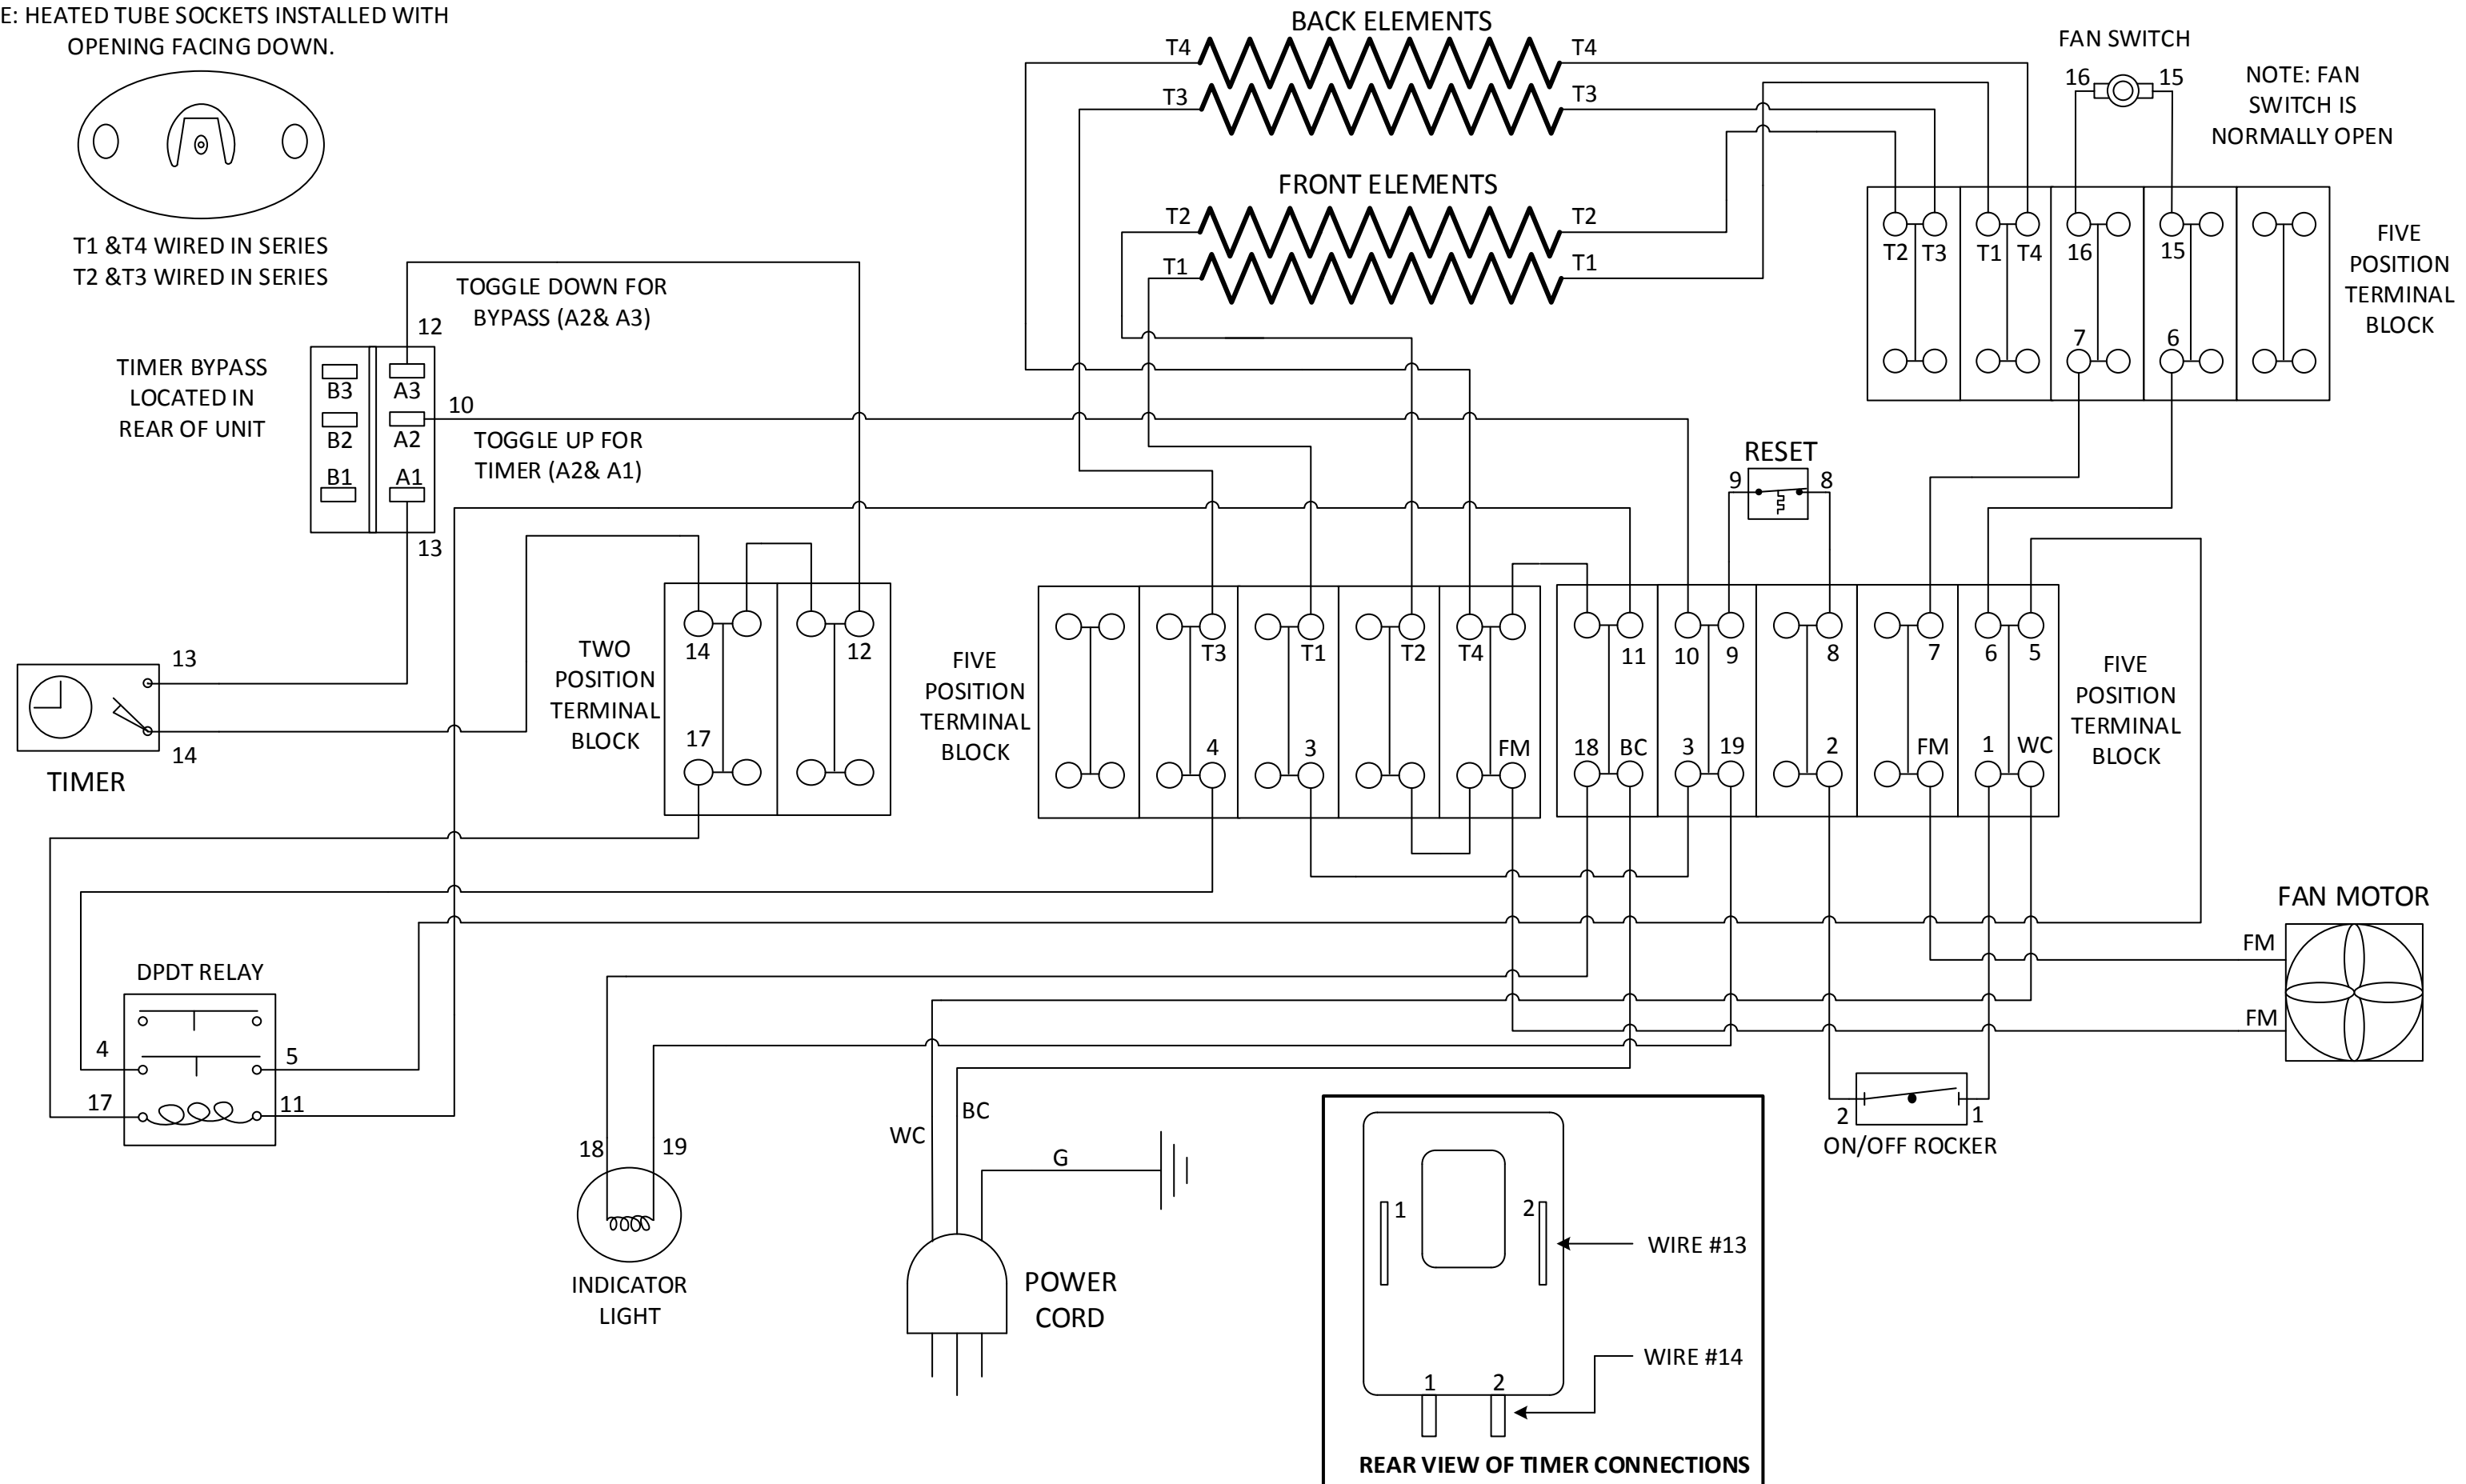 E: HEATED TUBE SOCKETS INSTALLED WITH
OPENING FACING DOWN.
T1 &T4 WIRED IN SERIES
T2 &T3 WIRED IN SERIES
BACK ELEMENTS
T4
T4
T3
T3
FRONT ELEMENTS
T2
T2
T1
T1
FAN SWITCH
16
15
NOTE: FAN
SWITCH IS
NORMALLY OPEN
T2 T3 T1 T4 16 15
7 6
FIVE
POSITION
TERMINAL
BLOCK
TOGGLE DOWN FOR
BYPASS (A2& A3)
12
TIMER BYPASS
LOCATED IN
REAR OF UNIT
B3 A3
B2 A2
B1 A1
10
TOGGLE UP FOR
TIMER (A2& A1)
13
RESET
9 8
13
14
TIMER
TWO
POSITION
TERMINAL
BLOCK
14 12
17
FIVE
POSITION
TERMINAL
BLOCK
T3 T1 T2 T4
4 3 FM
11 10 9 8 7 6 5
18 BC 3 19 2 FM 1 WC
FIVE
POSITION
TERMINAL
BLOCK
FAN MOTOR
FM
FM
DPDT RELAY
4 5
17 11
2 1
ON/OFF ROCKER
18 19
INDICATOR
LIGHT
WC
BC
G
POWER
CORD
1 2
WIRE #13
WIRE #14
1 2
REAR VIEW OF TIMER CONNECTIONS